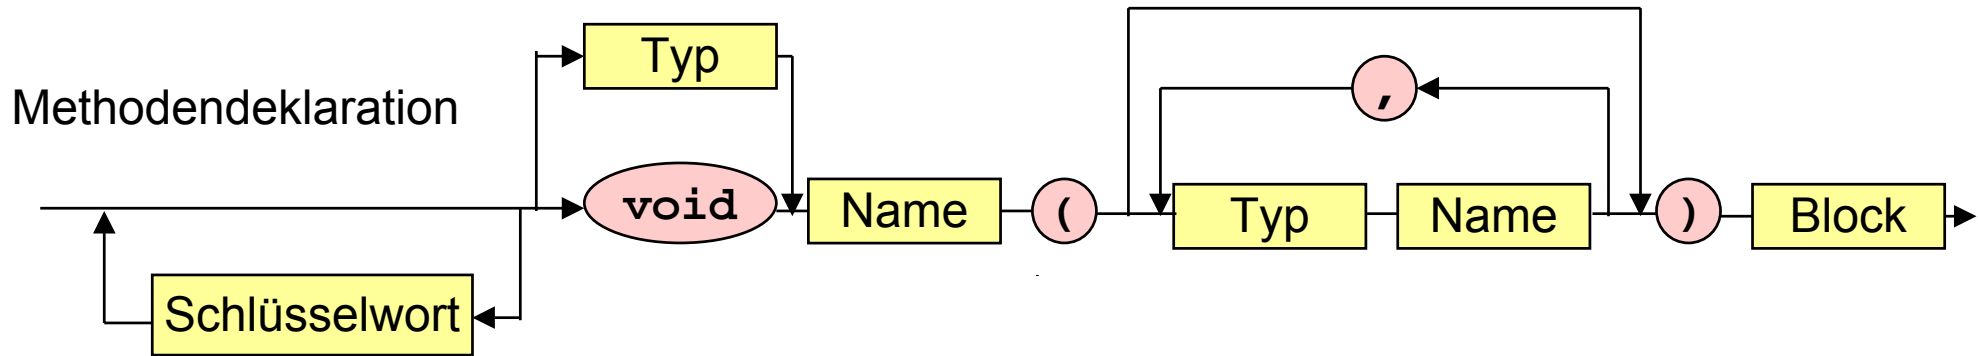 Typ
,
Methodendeklaration
void Name ( Typ Name ) Block
Schlüsselwort